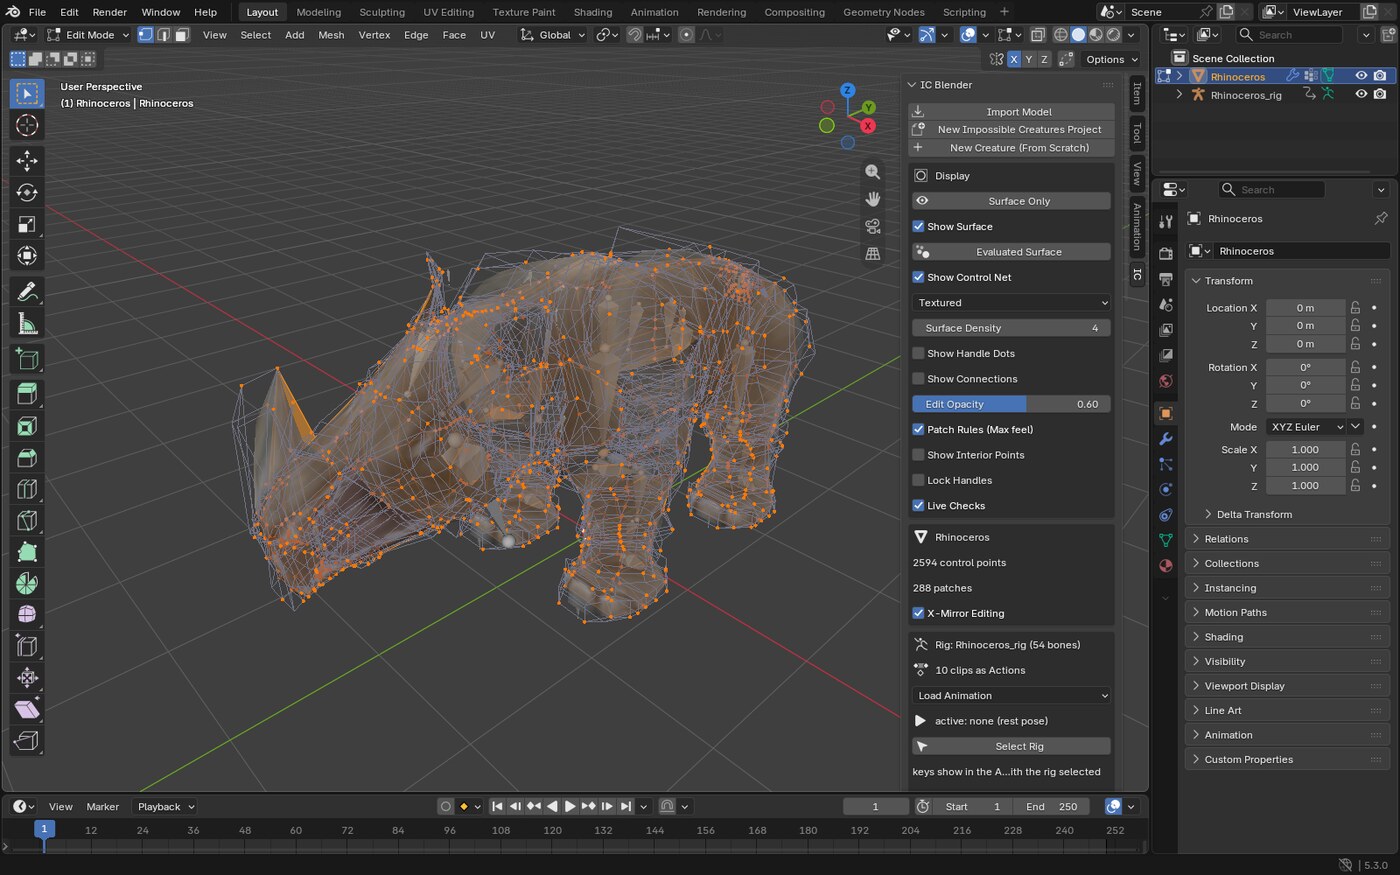 File Edit Render Window Help Layout Modeling Sculpting UV Editing Texture Paint Shading Animation Rendering Compositing Geometry Nodes Scripting + Scene ViewLayer
Edit Mode View Select Add Mesh Vertex Edge Face UV Global Search
X Y Z Options
Scene Collection
Rhinoceros
Rhinoceros_rig
User Perspective
(1) Rhinoceros | Rhinoceros
Z
Y
X
IC Blender
Import Model
New Impossible Creatures Project
New Creature (From Scratch)
Display
Surface Only
Show Surface
Evaluated Surface
Show Control Net
Textured
Surface Density 4
Show Handle Dots
Show Connections
Edit Opacity 0.60
Patch Rules (Max feel)
Show Interior Points
Lock Handles
Live Checks
Rhinoceros
2594 control points
288 patches
X-Mirror Editing
Rig: Rhinoceros_rig (54 bones)
10 clips as Actions
Load Animation
active: none (rest pose)
Select Rig
keys show in the A...ith the rig selected
Item
Tool
View
Animation
IC
Search
Rhinoceros
Rhinoceros
Transform
Location X 0 m
Y 0 m
Z 0 m
Rotation X 0°
Y 0°
Z 0°
Mode XYZ Euler
Scale X 1.000
Y 1.000
Z 1.000
Delta Transform
Relations
Collections
Instancing
Motion Paths
Shading
Visibility
Viewport Display
Line Art
Animation
Custom Properties
View Marker Playback 1 Start 1 End 250
1 12 24 36 48 60 72 84 96 108 120 132 144 156 168 180 192 204 216 228 240 252
5.3.0